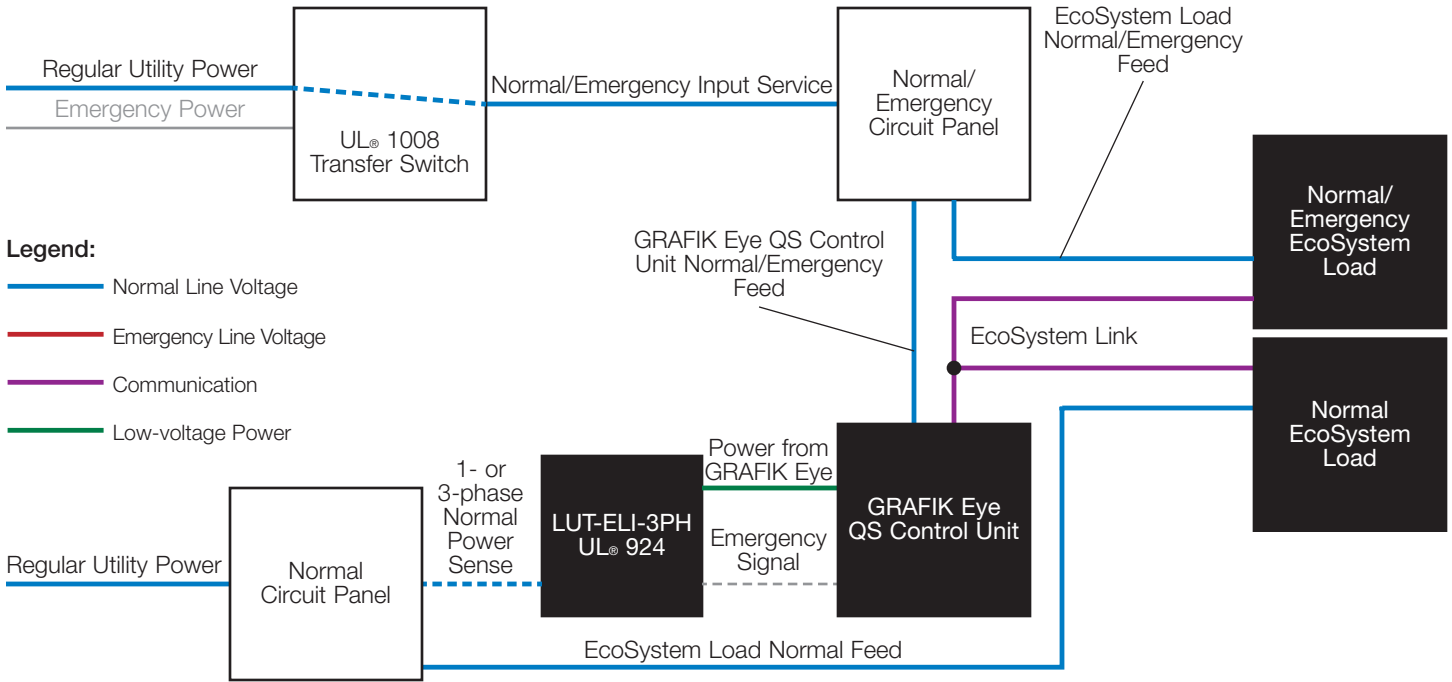 Regular Utility Power
Emergency Power
UL® 1008
Transfer Switch
Normal/Emergency Input Service
Normal/
Emergency
Circuit Panel
EcoSystem Load
Normal/Emergency
Feed
Normal/
Emergency
EcoSystem
Load
Legend:
Normal Line Voltage
Emergency Line Voltage
Communication
Low-voltage Power
GRAFIK Eye QS Control
Unit Normal/Emergency
Feed
EcoSystem Link
Normal
EcoSystem
Load
Regular Utility Power
Normal
Circuit Panel
1- or
3-phase
Normal
Power
Sense
LUT-ELI-3PH
UL® 924
Power from
GRAFIK Eye
Emergency
Signal
GRAFIK Eye
QS Control Unit
EcoSystem Load Normal Feed